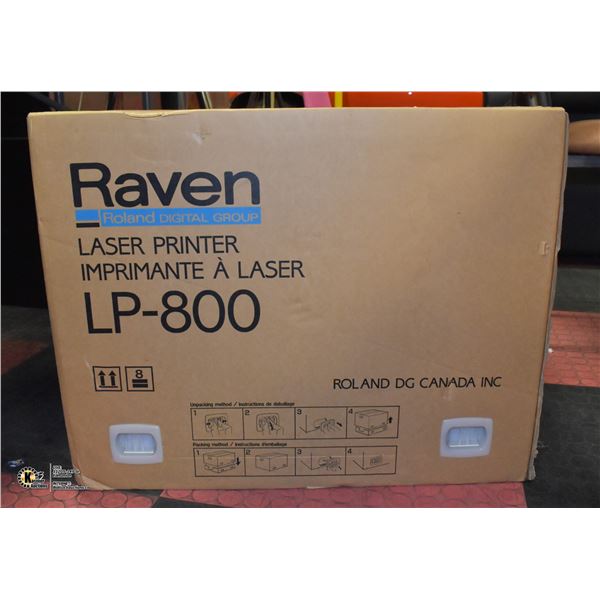 Raven
Roland DIGITAL GROUP
LASER PRINTER
IMPRIMANTE À LASER
LP-800
8
ROLAND DG CANADA INC
Unpacking method / Instructions de déballage
1 2 3 4
Packing method / Instructions d'emballage
1 2 3 4